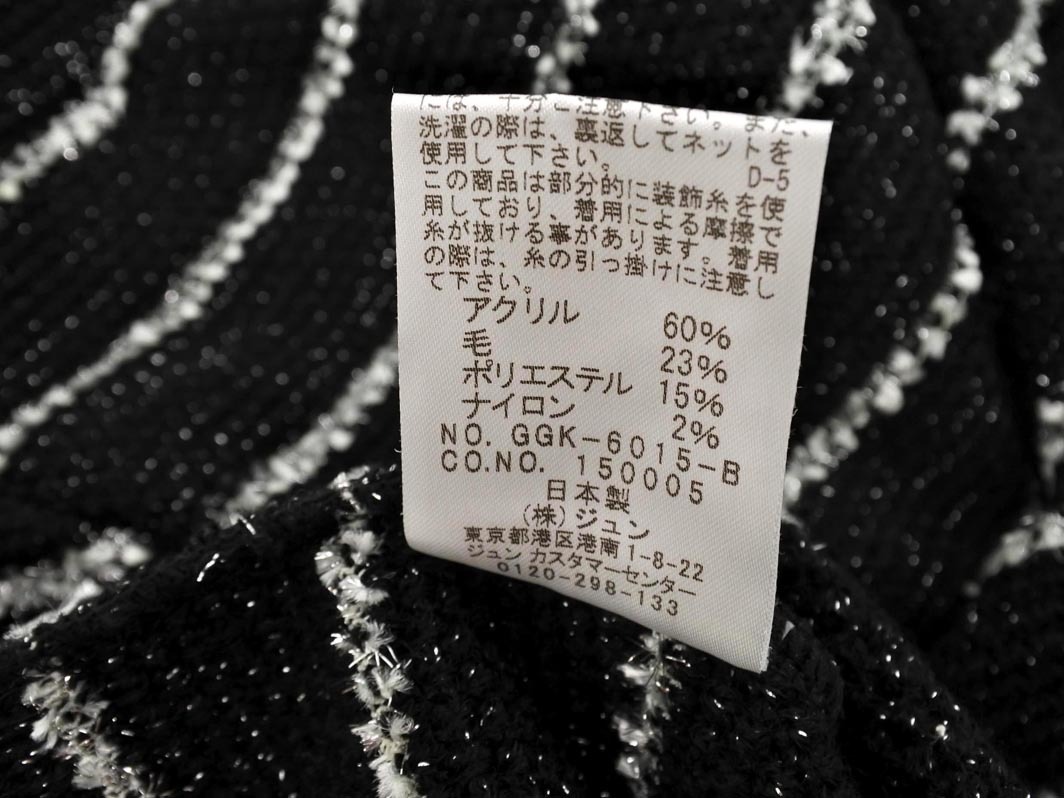 には、十分ご注意下さい。また、
洗濯の際は、裏返してネットを
使用して下さい。
D-5
この商品は部分的に装飾糸を使
用しており、着用による摩擦で
糸が抜ける事があります。着用
の際は、糸の引っ掛けに注意し
て下さい。
アクリル 60%
毛 23%
ポリエステル 15%
ナイロン 2%
NO. GGK-6015-B
CO.NO. 150005
日本製
(株)ジュン
東京都港区港南1-8-22
ジュン カスタマーセンター
0120-298-133